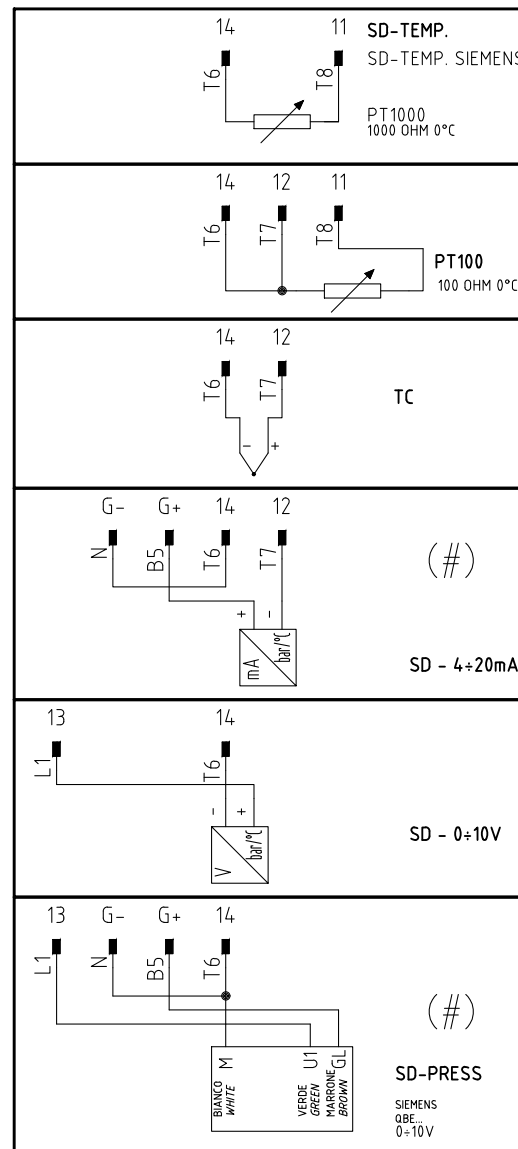 14 11 SD-TEMP.
SD-TEMP. SIEMENS
T6 T8
PT1000
1000 OHM 0°C
14 12 11
T6 T7 T8
PT100
100 OHM 0°C
14 12
T6 T7
TC
- +
G- G+ 14 12
N B5 T6 T7
(#)
+ -
mA bar/°C
SD - 4÷20mA
13 14
L1 T6
- +
V bar/°C
SD - 0÷10V
13 G- G+ 14
L1 N B5 T6
(#)
M U1 GL
BIANCO VERDE MARRONE
WHITE GREEN BROWN
SD-PRESS
SIEMENS
QBE...
0÷10V